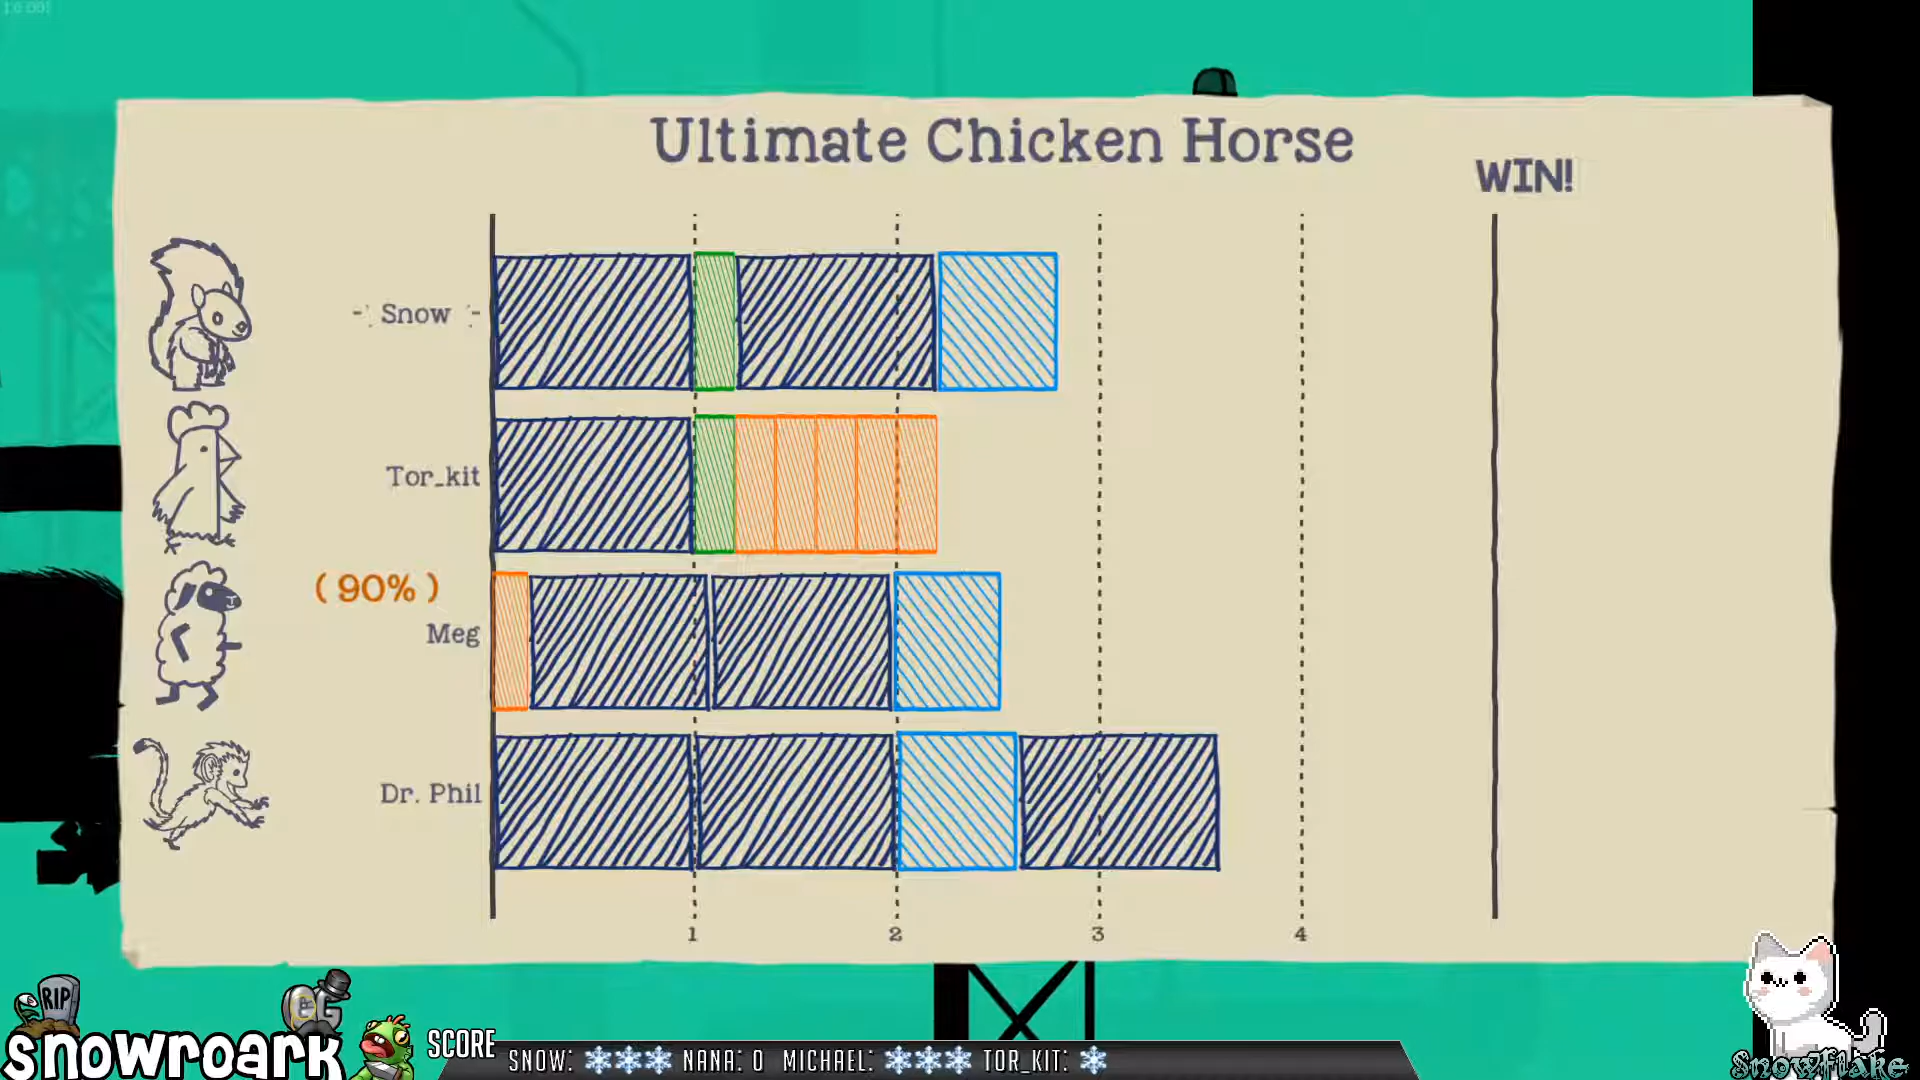 Ultimate Chicken Horse
WIN!
Snow
Tor_kit
(90%)
Meg
Dr. Phil
1 2 3 4
RIP
& G
snowroark
SCORE
SNOW: NANA: 0 MICHAEL: TOR_KIT:
Snowflake